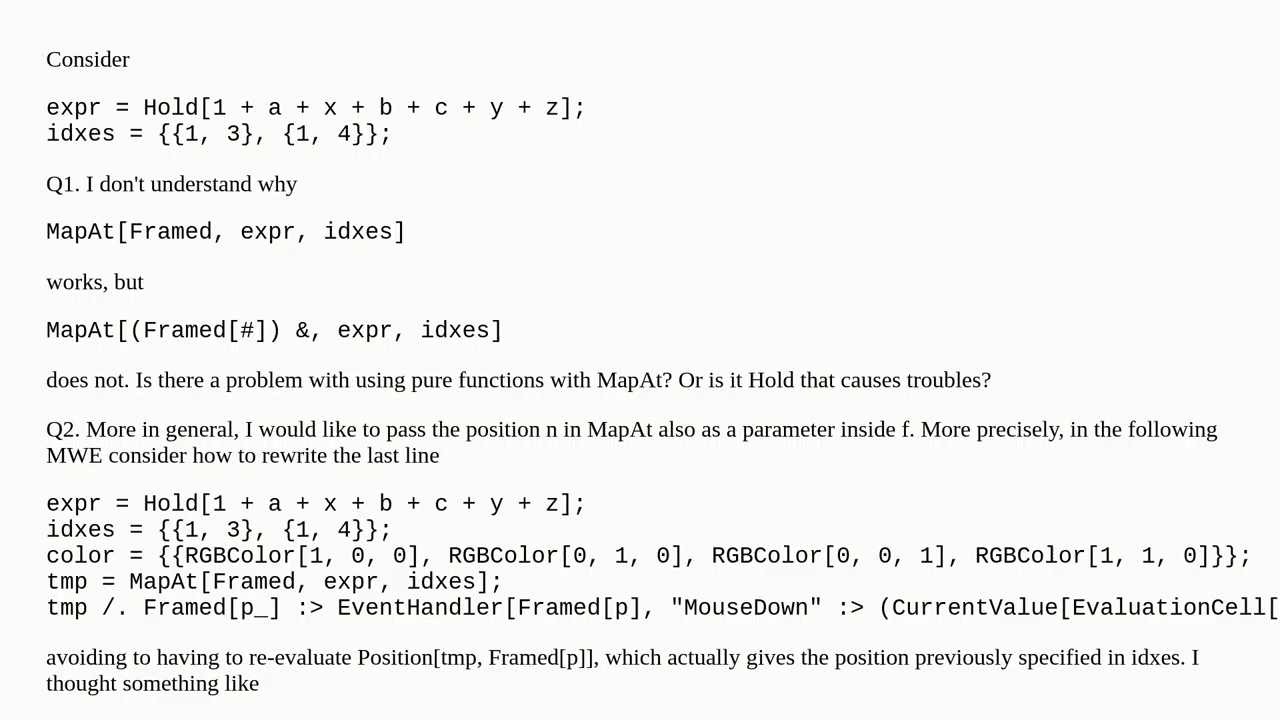 Consider
expr = Hold[1 + a + x + b + c + y + z];
idxes = {{1, 3}, {1, 4}};
Q1. I don't understand why
MapAt[Framed, expr, idxes]
works, but
MapAt[(Framed[#]) &, expr, idxes]
does not. Is there a problem with using pure functions with MapAt? Or is it Hold that causes troubles?
Q2. More in general, I would like to pass the position n in MapAt also as a parameter inside f. More precisely, in the following
MWE consider how to rewrite the last line
expr = Hold[1 + a + x + b + c + y + z];
idxes = {{1, 3}, {1, 4}};
color = {{RGBColor[1, 0, 0], RGBColor[0, 1, 0], RGBColor[0, 0, 1], RGBColor[1, 1, 0]}};
tmp = MapAt[Framed, expr, idxes];
tmp /. Framed[p_] :> EventHandler[Framed[p], "MouseDown" :> (CurrentValue[EvaluationCell[
avoiding to having to re-evaluate Position[tmp, Framed[p]], which actually gives the position previously specified in idxes. I
thought something like